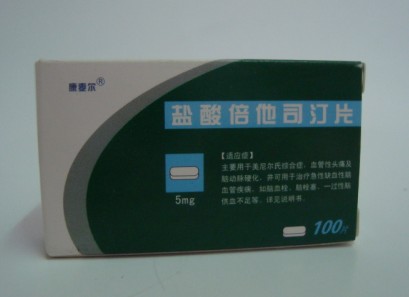 康麦尔®
盐酸倍他司汀片
【适应症】
主要用于美尼尔氏综合症，血管性头痛及
脑动脉硬化，并可用于治疗急性缺血性脑
血管疾病，如脑血栓，脑栓塞，一过性脑
供血不足等，详见说明书.
5mg
100片